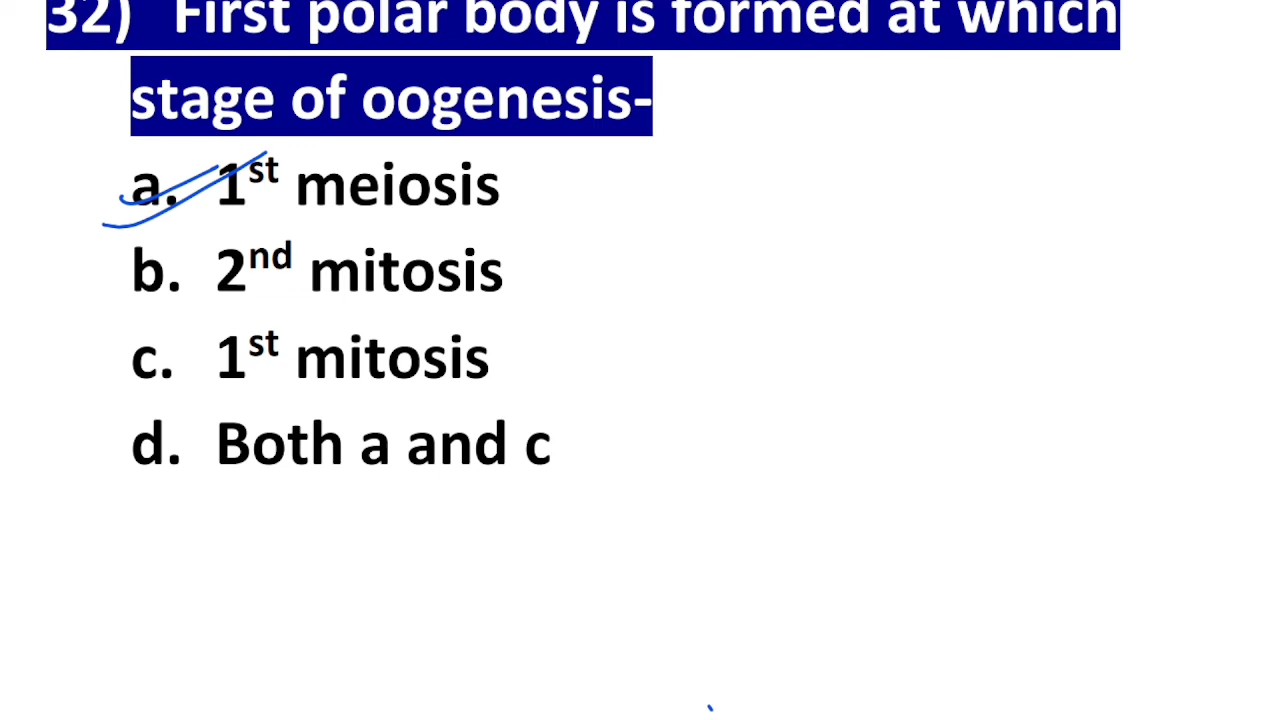 32) First polar body is formed at which
stage of oogenesis-
a. 1st meiosis
b. 2nd mitosis
c. 1st mitosis
d. Both a and c